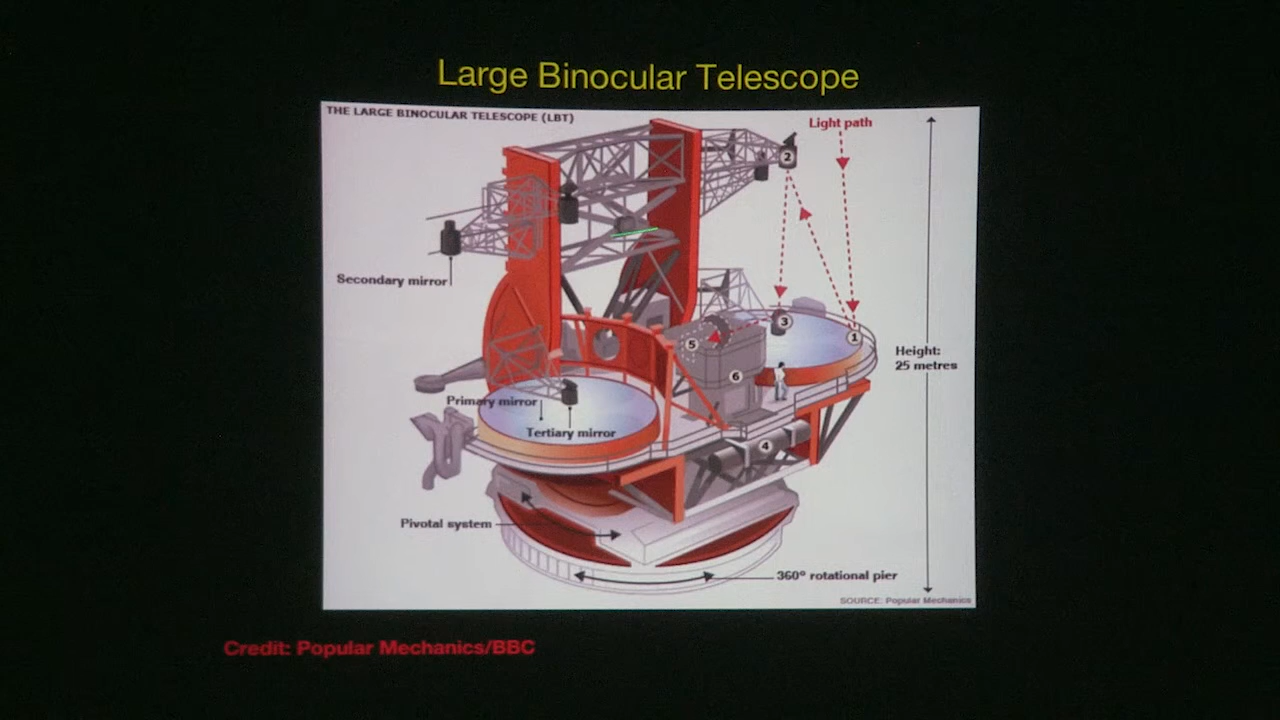 Large Binocular Telescope
THE LARGE BINOCULAR TELESCOPE (LBT)
Light path
2
Secondary mirror
3
1
5
Height:
25 metres
6
Primary mirror
Tertiary mirror
4
Pivotal system
360° rotational pier
SOURCE: Popular Mechanics
Credit: Popular Mechanics/BBC